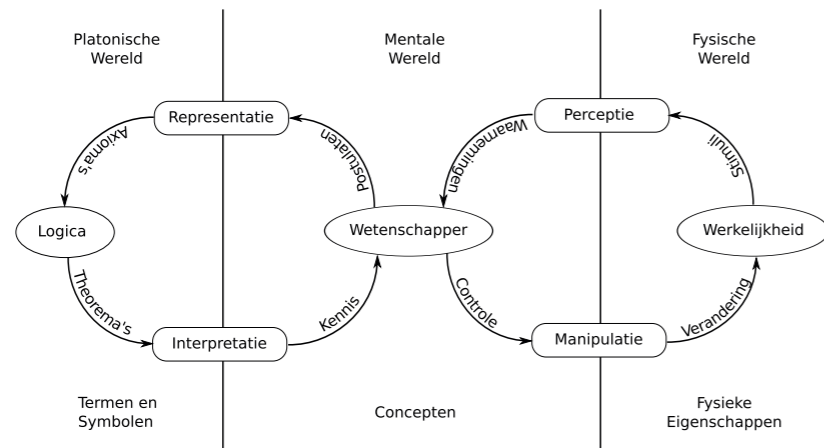 Platonische
Wereld
Mentale
Wereld
Fysische
Wereld
Representatie
Perceptie
Axioma's
Postulaten
Waarnemingen
Stimuli
Logica
Wetenschapper
Werkelijkheid
Theorema's
Kennis
Controle
Verandering
Interpretatie
Manipulatie
Termen en
Symbolen
Concepten
Fysieke
Eigenschappen